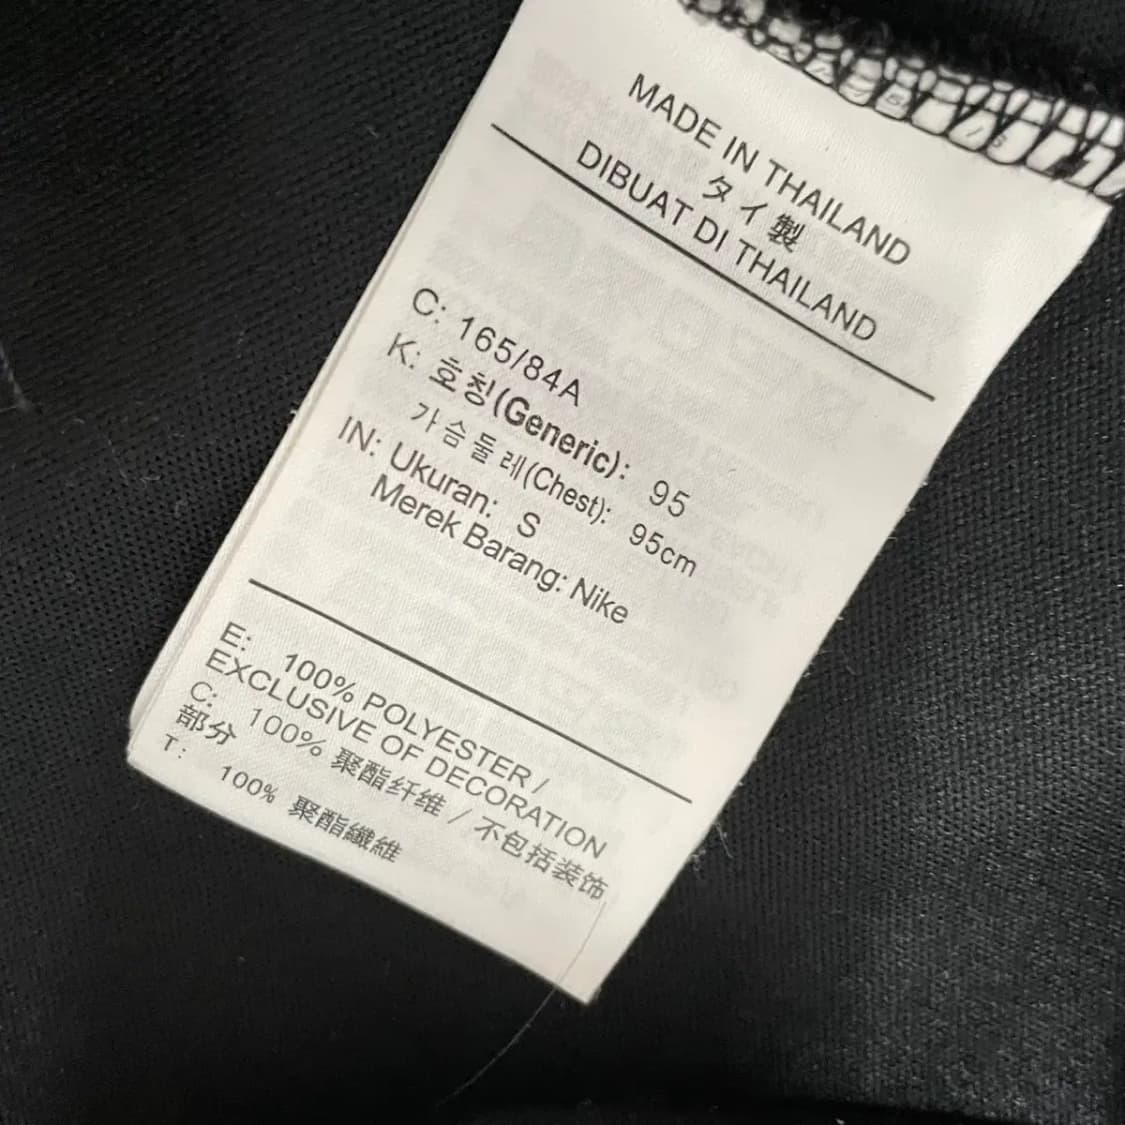 MADE IN THAILAND
タイ製
DIBUAT DI THAILAND
C: 165/84A
K: 호칭(Generic): 95
가슴둘레(Chest): 95cm
IN: Ukuran: S
Merek Barang: Nike
E: 100% POLYESTER /
EXCLUSIVE OF DECORATION
C: 100% 聚酯纤维 / 不包括装饰
部分
T: 100% 聚酯纖維